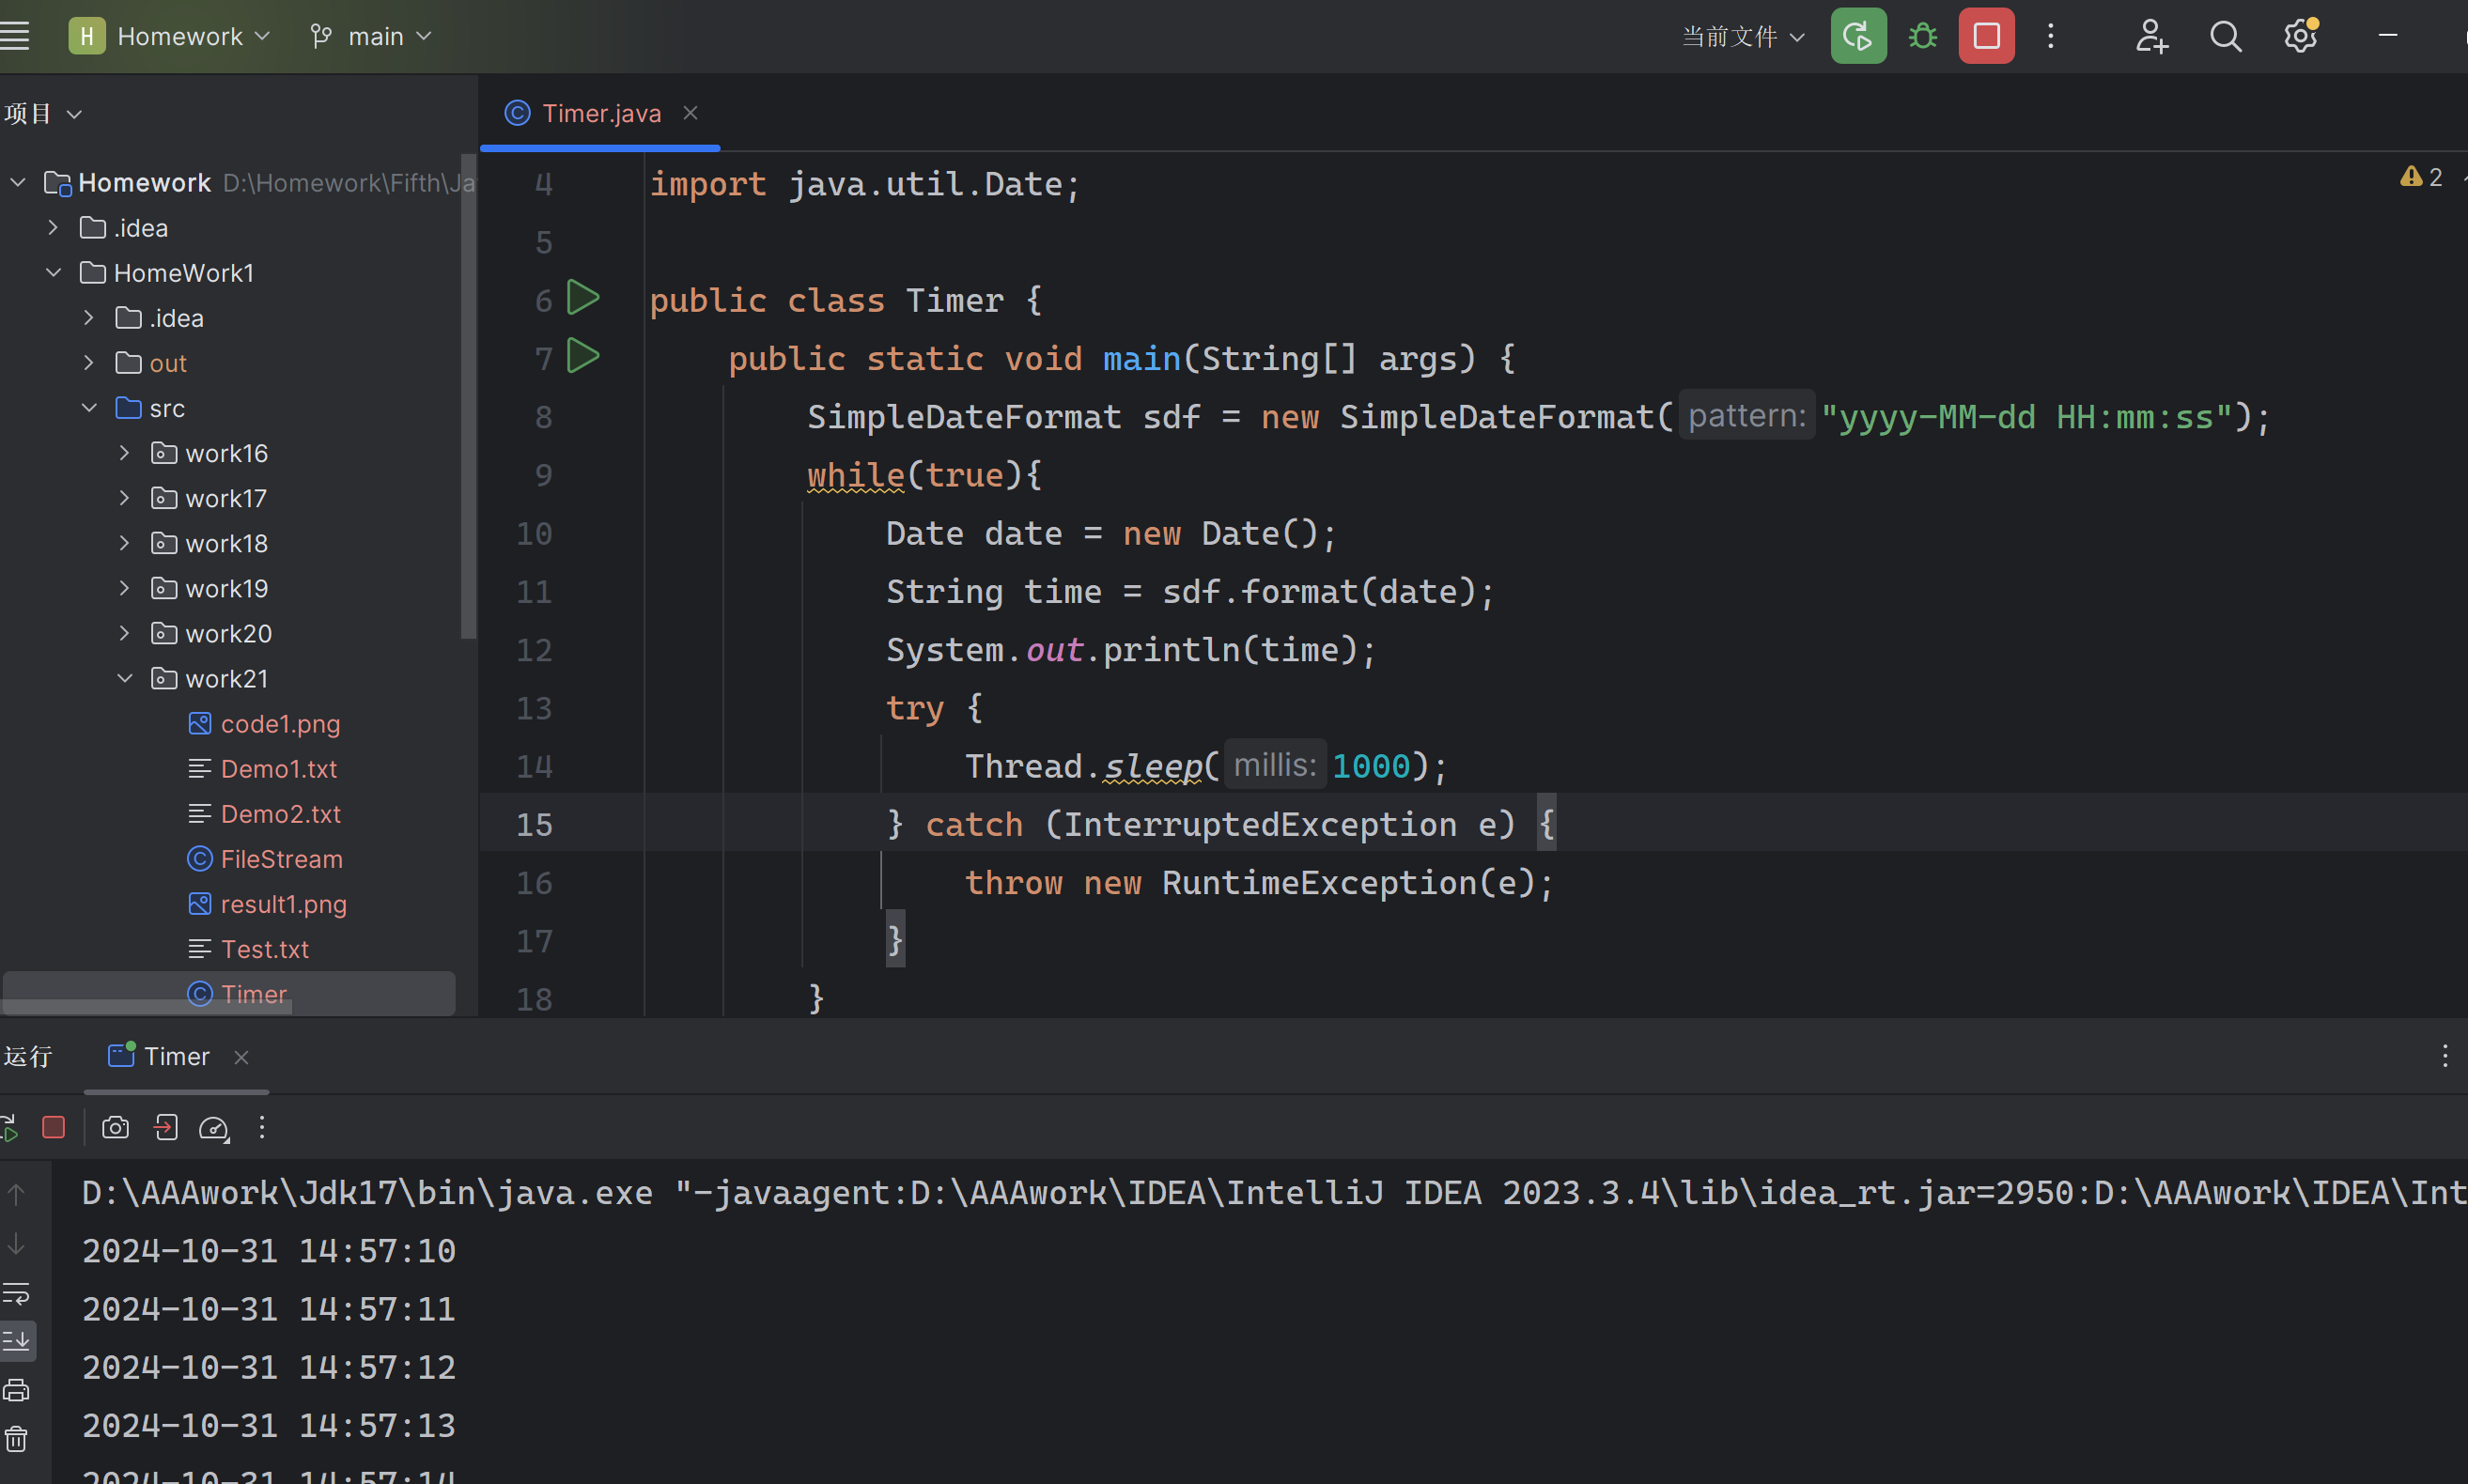 H Homework main 当前文件
项目
Timer.java
Homework D:\Homework\Fifth\Ja
.idea
HomeWork1
.idea
out
src
work16
work17
work18
work19
work20
work21
code1.png
Demo1.txt
Demo2.txt
FileStream
result1.png
Test.txt
Timer
2
4 import java.util.Date;
5
6 public class Timer {
7 public static void main(String[] args) {
8 SimpleDateFormat sdf = new SimpleDateFormat( pattern: "yyyy-MM-dd HH:mm:ss");
9 while(true){
10 Date date = new Date();
11 String time = sdf.format(date);
12 System.out.println(time);
13 try {
14 Thread.sleep( millis: 1000);
15 } catch (InterruptedException e) {
16 throw new RuntimeException(e);
17 }
18 }
运行 Timer
D:\AAAwork\Jdk17\bin\java.exe "-javaagent:D:\AAAwork\IDEA\IntelliJ IDEA 2023.3.4\lib\idea_rt.jar=2950:D:\AAAwork\IDEA\Int
2024-10-31 14:57:10
2024-10-31 14:57:11
2024-10-31 14:57:12
2024-10-31 14:57:13
2024-10-31 14:57:14